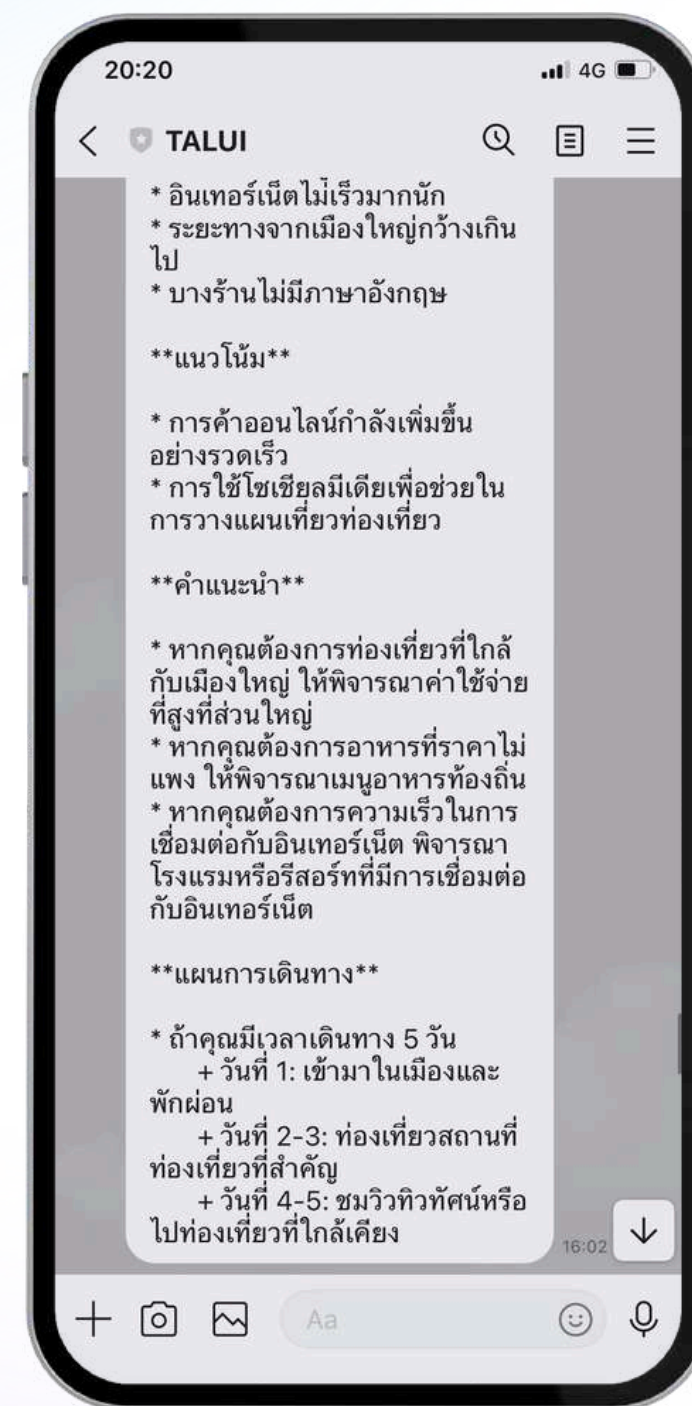 20:20
4G
TALUI
* อินเทอร์เน็ตไม่เร็วมากนัก
* ระยะทางจากเมืองใหญ่กว้างเกิน
ไป
* บางร้านไม่มีภาษาอังกฤษ
**แนวโน้ม**
* การค้าออนไลน์กำลังเพิ่มขึ้น
อย่างรวดเร็ว
* การใช้โซเชียลมีเดียเพื่อช่วยใน
การวางแผนเที่ยวท่องเที่ยว
**คำแนะนำ**
* หากคุณต้องการท่องเที่ยวที่ใกล้
กับเมืองใหญ่ ให้พิจารณาค่าใช้จ่าย
ที่สูงที่ส่วนใหญ่
* หากคุณต้องการอาหารที่ราคาไม่
แพง ให้พิจารณาเมนูอาหารท้องถิ่น
* หากคุณต้องการความเร็วในการ
เชื่อมต่อกับอินเทอร์เน็ต พิจารณา
โรงแรมหรือรีสอร์ทที่มีการเชื่อมต่อ
กับอินเทอร์เน็ต
**แผนการเดินทาง**
* ถ้าคุณมีเวลาเดินทาง 5 วัน
+ วันที่ 1: เข้ามาในเมืองและ
พักผ่อน
+ วันที่ 2-3: ท่องเที่ยวสถานที่
ท่องเที่ยวที่สำคัญ
+ วันที่ 4-5: ชมวิวทิวทัศน์หรือ
ไปท่องเที่ยวที่ใกล้เคียง
16:02
Aa